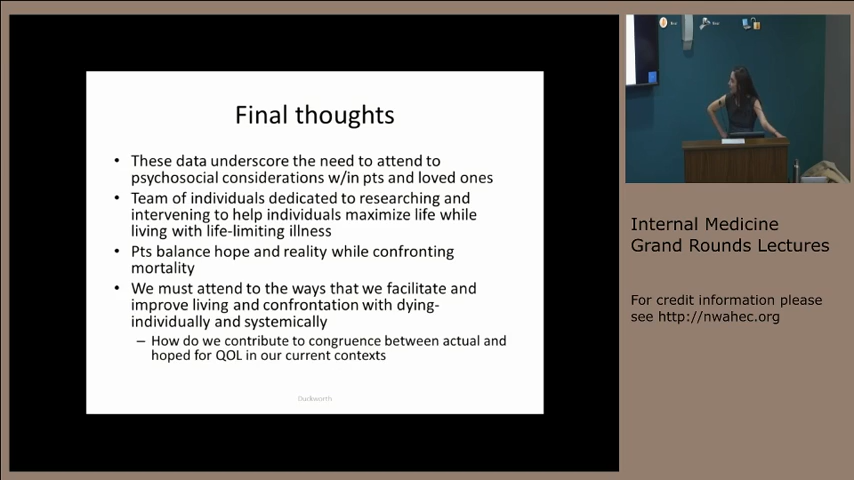 Final thoughts
• These data underscore the need to attend to
psychosocial considerations w/in pts and loved ones
• Team of individuals dedicated to researching and
intervening to help individuals maximize life while
living with life-limiting illness
• Pts balance hope and reality while confronting
mortality
• We must attend to the ways that we facilitate and
improve living and confrontation with dying-
individually and systemically
– How do we contribute to congruence between actual and
hoped for QOL in our current contexts
Duckworth
Internal Medicine
Grand Rounds Lectures
For credit information please
see http://nwahec.org